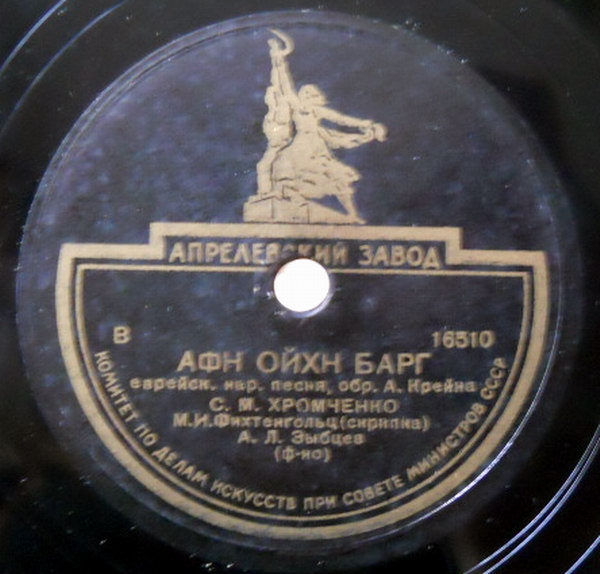 АПРЕЛЕВСКИЙ ЗАВОД
В 16510
АФН ОЙХН БАРГ
еврейск. нар. песня, обр. А. Крейна
С. М. ХРОМЧЕНКО
М.И.Фихтенгольц (скрипка)
А. Л. Зыбцев
(ф-но)
КОМИТЕТ ПО ДЕЛАМ ИСКУССТВ ПРИ СОВЕТЕ МИНИСТРОВ СССР